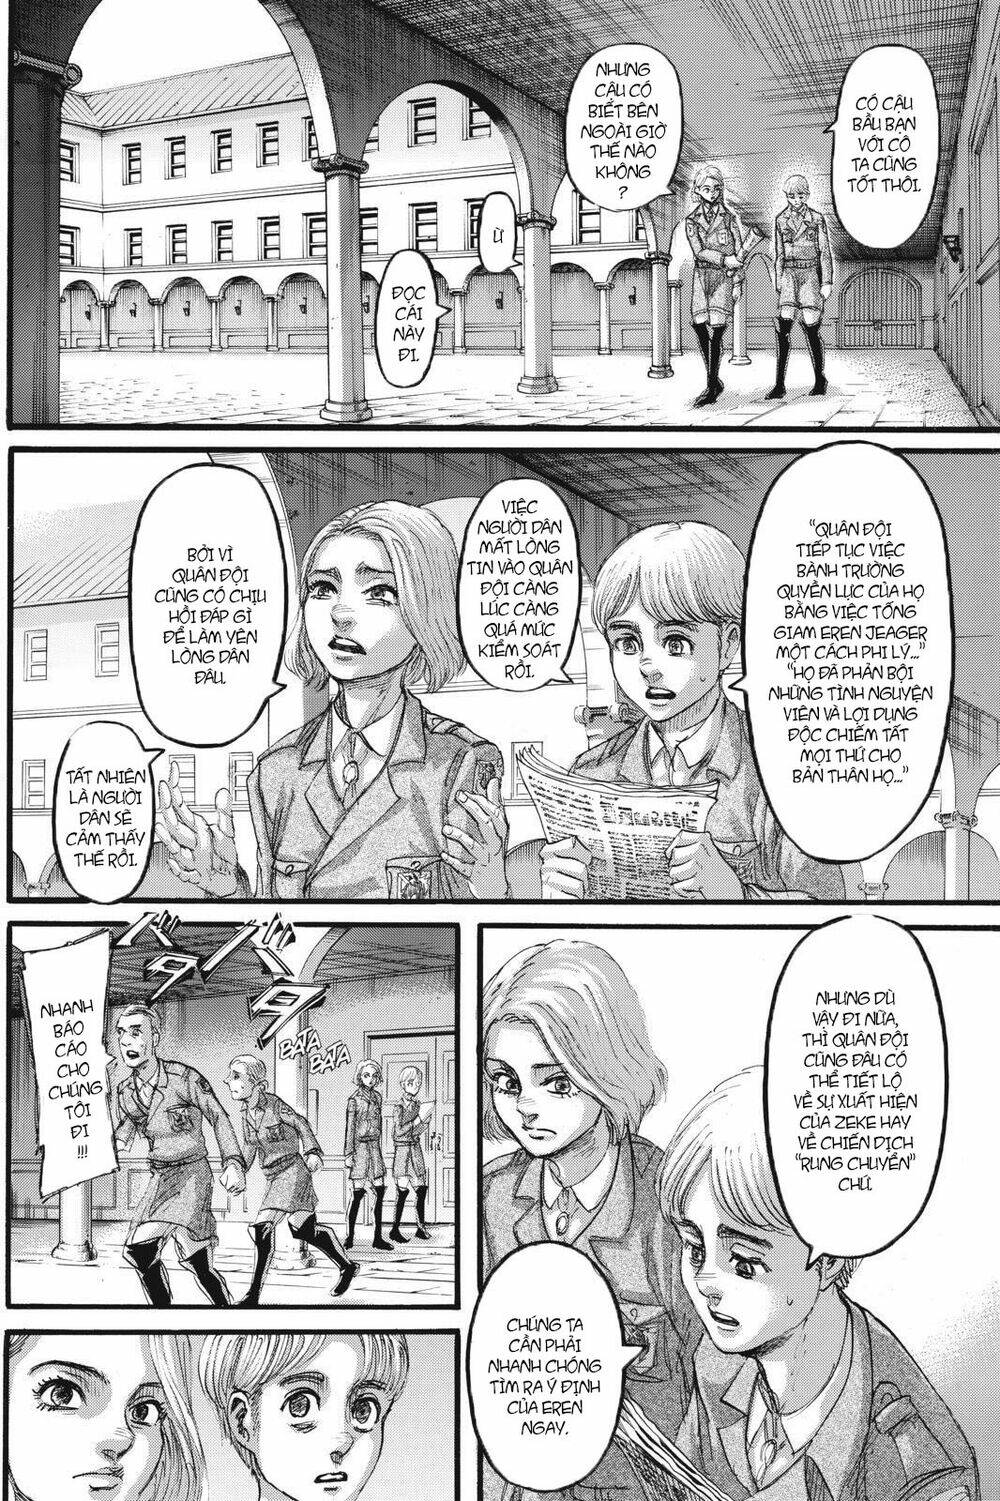 CÓ CẬU
BẦU BẠN
VỚI CÔ
TA CŨNG
TỐT THÔI.
NHƯNG
CẬU CÓ
BIẾT BÊN
NGOÀI GIỜ
THẾ NÀO
KHÔNG
?
Ừ
ĐỌC
CÁI
NÀY
ĐI.
“QUÂN ĐỘI
TIẾP TỤC VIỆC
BÀNH TRƯỚNG
QUYỀN LỰC CỦA HỌ
BẰNG VIỆC TỐNG
GIAM EREN JEAGER
MỘT CÁCH PHI LÝ...”
“HỌ ĐÃ PHẢN BỘI
NHỮNG TÌNH NGUYỆN
VIÊN VÀ LỢI DỤNG
ĐỘC CHIẾM TẤT
MỌI THỨ CHO
BẢN THÂN HỌ...”
VIỆC
NGƯỜI DÂN
MẤT LÒNG
TIN VÀO QUÂN
ĐỘI CÀNG
LÚC CÀNG
QUÁ MỨC
KIỂM SOÁT
RỒI.
BỞI VÌ
QUÂN ĐỘI
CŨNG CÓ CHỊU
HỒI ĐÁP GÌ
ĐỂ LÀM YÊN
LÒNG DÂN
ĐÂU.
TẤT NHIÊN
LÀ NGƯỜI
DÂN SẼ
CẢM THẤY
THẾ RỒI.
NHƯNG DÙ
VẬY ĐI NỮA,
THÌ QUÂN ĐỘI
CŨNG ĐÂU CÓ
THỂ TIẾT LỘ
VỀ SỰ XUẤT HIỆN
CỦA ZEKE HAY
VỀ CHIẾN DỊCH
“RUNG CHUYỂN”
CHỨ.
CHÚNG TA
CẦN PHẢI
NHANH CHÓNG
TÌM RA Ý ĐỊNH
CỦA EREN
NGAY.
バタバタ
BATA
BATA
NHANH
BÁO
CÁO
CHO
CHÚNG
TÔI
ĐI
!!!